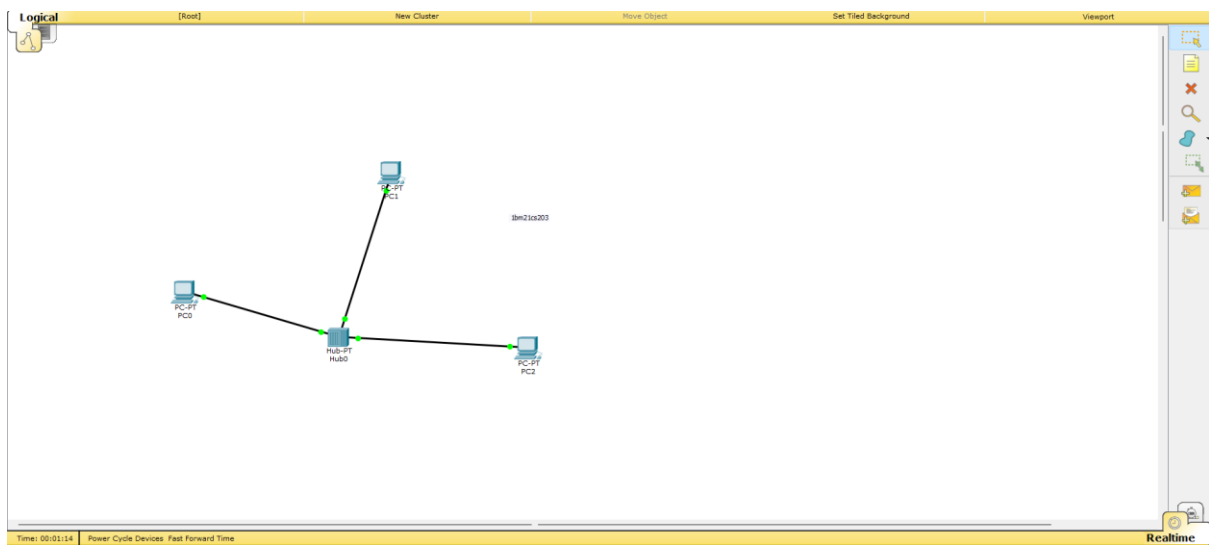 Logical [Root] New Cluster Move Object Set Tiled Background Viewport
PC-PT
PC1
ibm21cs203
PC-PT
PC0
Hub-PT
Hub0
PC-PT
PC2
Time: 00:01:14 Power Cycle Devices Fast Forward Time Realtime